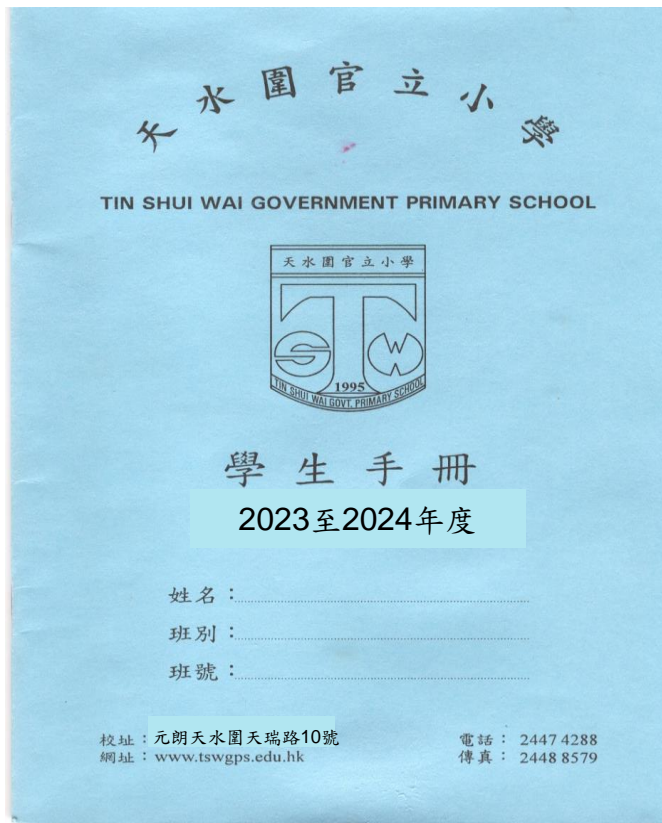 天水圍官立小學
TIN SHUI WAI GOVERNMENT PRIMARY SCHOOL
天水圍官立小學
S T W
1995
TIN SHUI WAI GOVT. PRIMARY SCHOOL
學生手冊
2023至2024年度
姓名：
班別：
班號：
校址：元朗天水圍天瑞路10號
電話： 2447 4288
網址：www.tswgps.edu.hk
傳真： 2448 8579